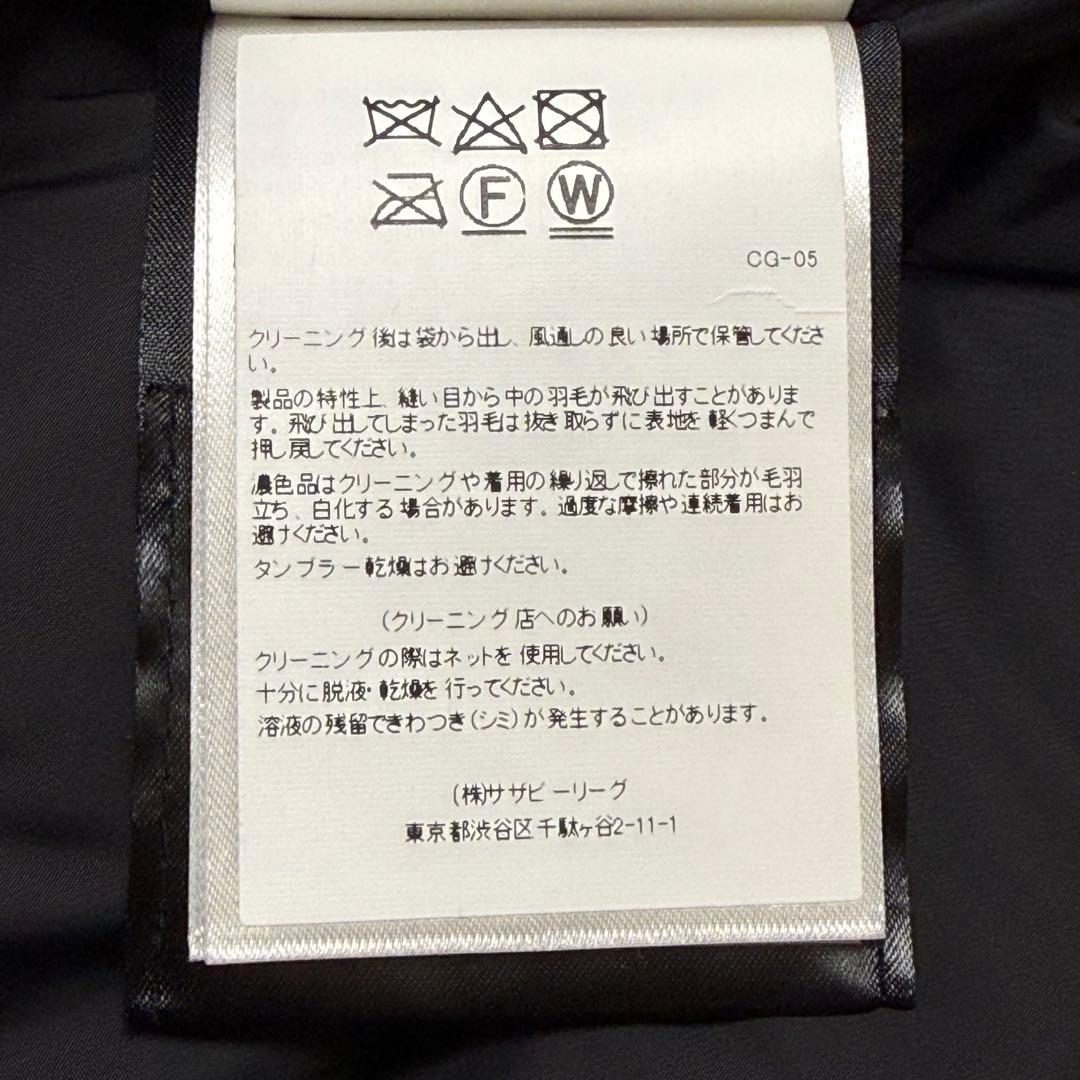 F W
CG-05
クリーニング後は袋から出し、風通しの良い場所で保管してくださ
い。
製品の特性上、縫い目から中の羽毛が飛び出すことがありま
す。飛び出してしまった羽毛は抜き取らずに表地を軽くつまんで
押し戻してください。
濃色品はクリーニングや着用の繰り返しで擦れた部分が毛羽
立ち、白化する場合があります。過度な摩擦や連続着用はお
避けください。
タンブラー乾燥はお避けください。
(クリーニング店へのお願い)
クリーニングの際はネットを使用してください。
十分に脱液・乾燥を行ってください。
溶液の残留できわつき(シミ)が発生することがあります。
(株)サザビーリーグ
東京都渋谷区千駄ヶ谷2-11-1